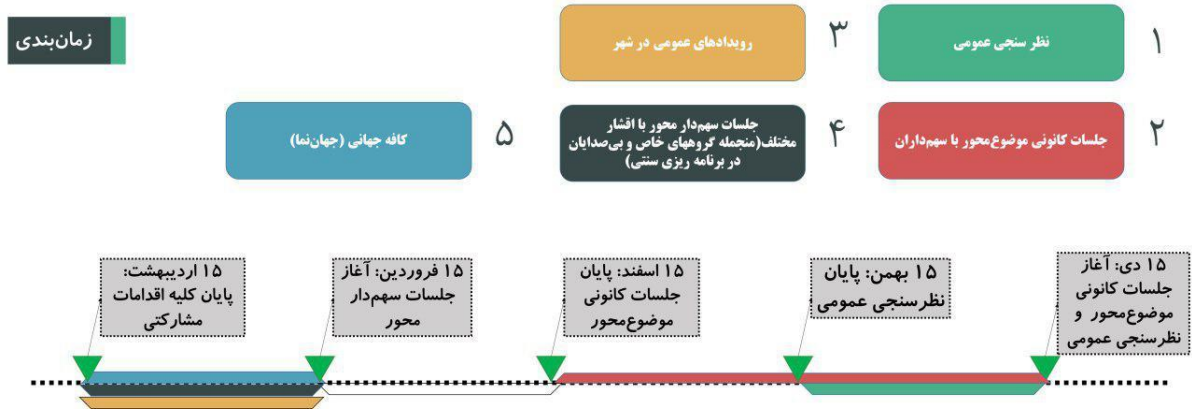 زمان‌بندی
۱
نظر سنجی عمومی
۳
رویدادهای عمومی در شهر
۲
جلسات کانونی موضوع‌محور با سهم‌داران
۴
جلسات سهم‌دار محور با اقشار
مختلف(منجمله گروههای خاص و بی‌صدایان
در برنامه ریزی سنتی)
۵
کافه جهانی (جهان‌نما)
۱۵ دی: آغاز
جلسات کانونی
موضوع‌محور و
نظرسنجی عمومی
۱۵ بهمن: پایان
نظرسنجی عمومی
۱۵ اسفند: پایان
جلسات کانونی
موضوع‌محور
۱۵ فروردین: آغاز
جلسات سهم‌دار
محور
۱۵ اردیبهشت:
پایان کلیه اقدامات
مشارکتی